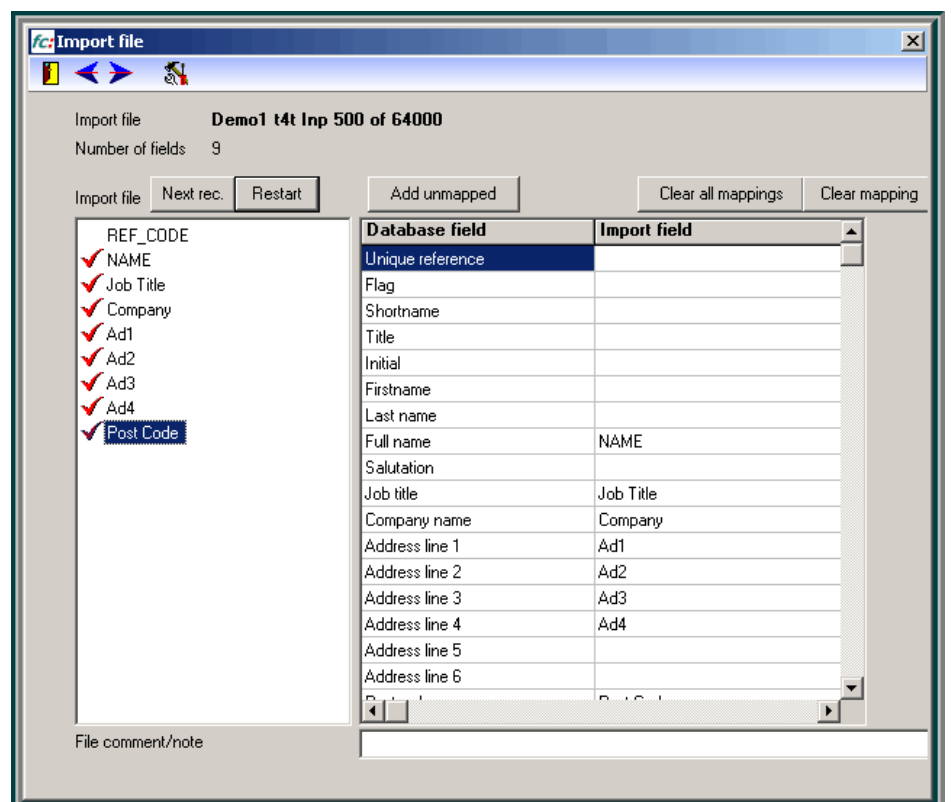 fc: Import file
Import file Demo1 t4t Inp 500 of 64000
Number of fields 9
Import file Next rec. Restart Add unmapped Clear all mappings Clear mapping
REF_CODE
NAME
Job Title
Company
Ad1
Ad2
Ad3
Ad4
Post Code
Database field Import field
Unique reference
Flag
Shortname
Title
Initial
Firstname
Last name
Full name NAME
Salutation
Job title Job Title
Company name Company
Address line 1 Ad1
Address line 2 Ad2
Address line 3 Ad3
Address line 4 Ad4
Address line 5
Address line 6
File comment/note